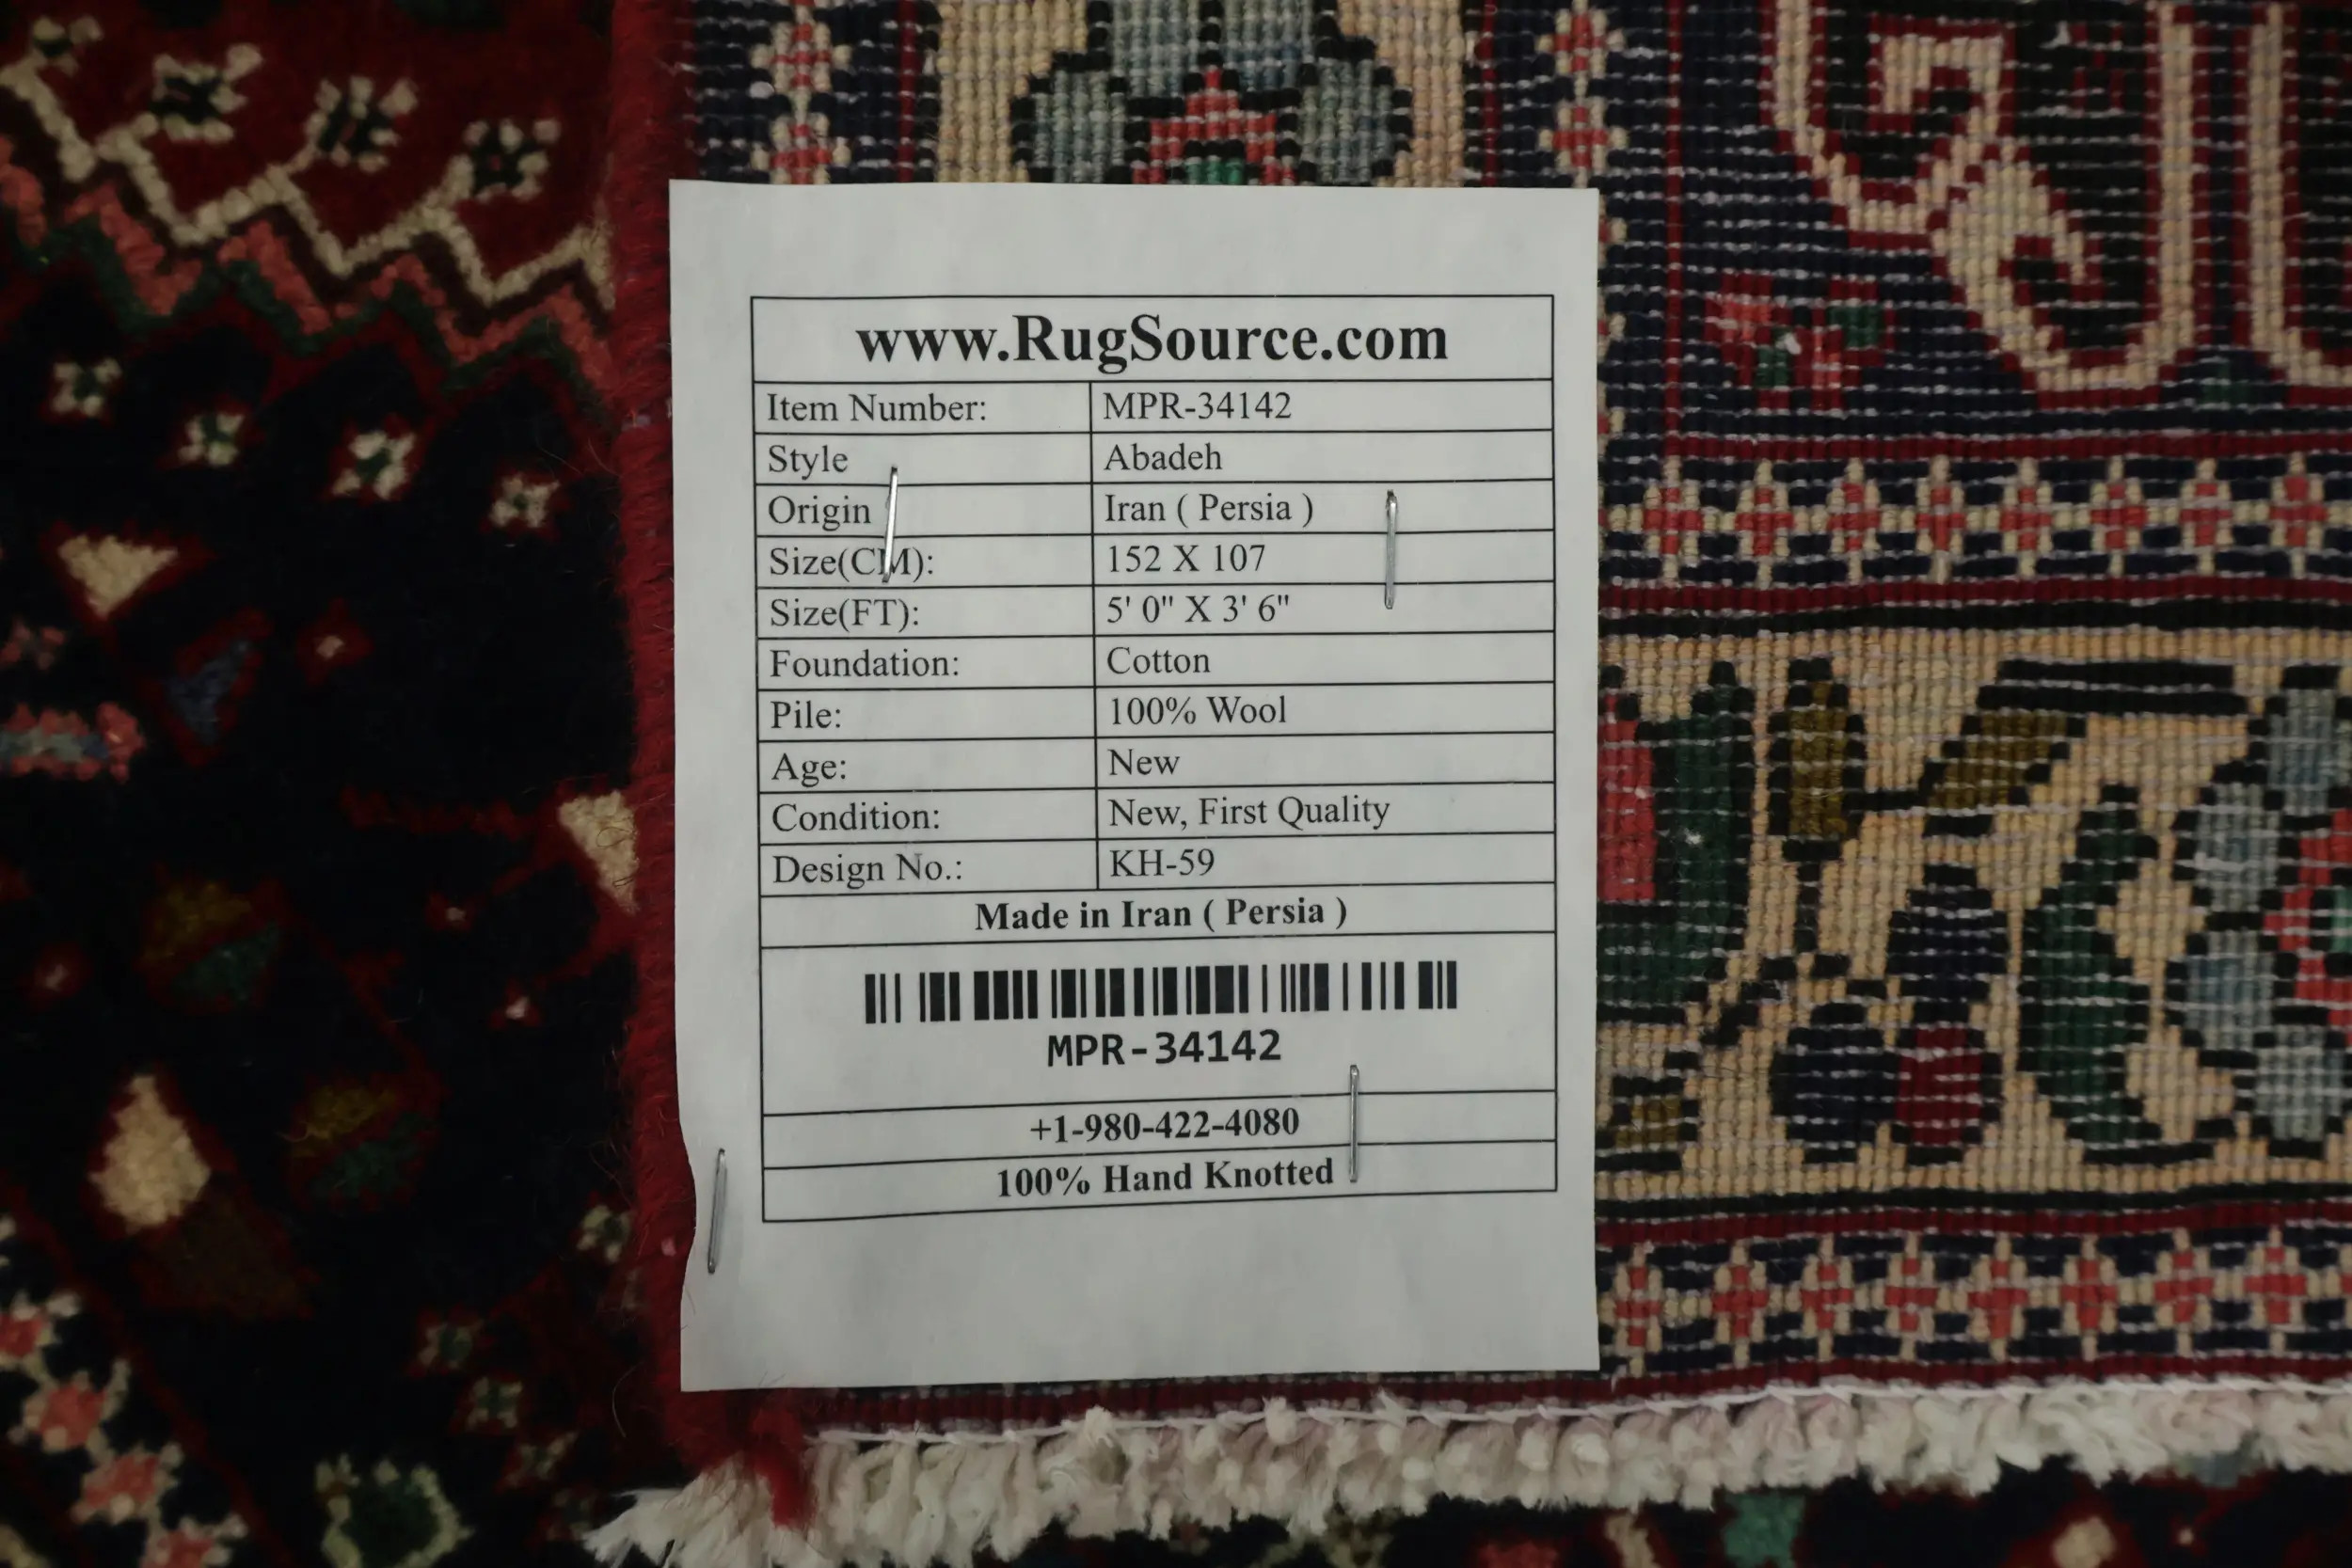 www.RugSource.com
Item Number: MPR-34142
Style Abadeh
Origin Iran ( Persia )
Size(CM): 152 X 107
Size(FT): 5' 0" X 3' 6"
Foundation: Cotton
Pile: 100% Wool
Age: New
Condition: New, First Quality
Design No.: KH-59
Made in Iran ( Persia )
MPR-34142
+1-980-422-4080
100% Hand Knotted